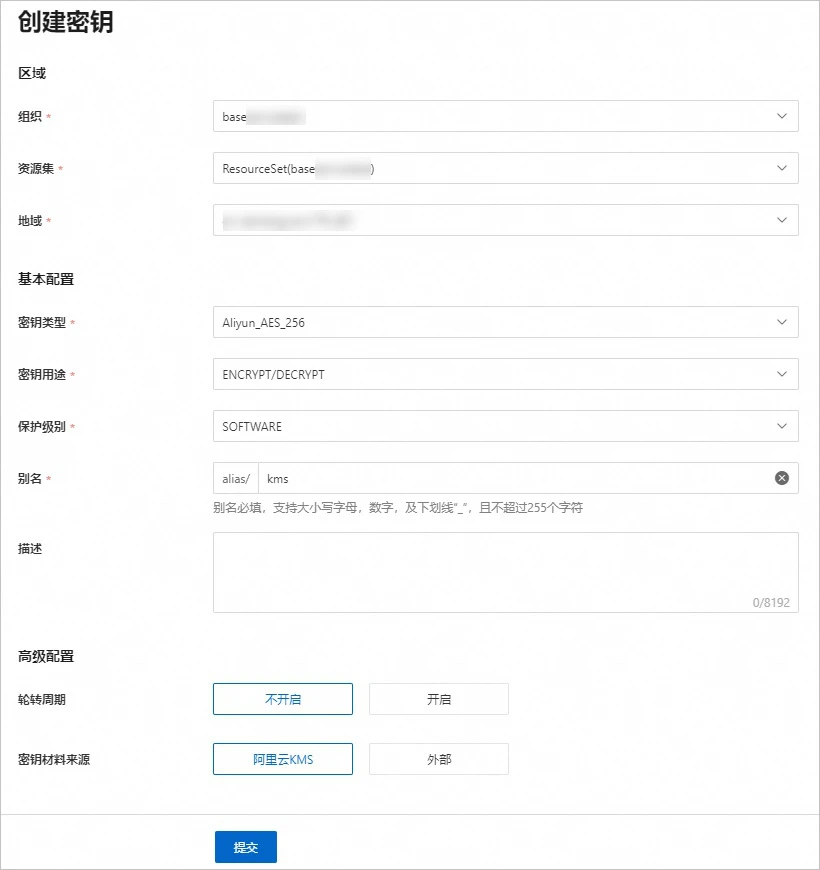 创建密钥
区域
组织 *
base
资源集 *
ResourceSet(base )
地域 *
基本配置
密钥类型 *
Aliyun_AES_256
密钥用途 *
ENCRYPT/DECRYPT
保护级别 *
SOFTWARE
别名 *
alias/ kms
别名必填，支持大小写字母，数字，及下划线“_”，且不超过255个字符
描述
0/8192
高级配置
轮转周期
不开启 开启
密钥材料来源
阿里云KMS 外部
提交